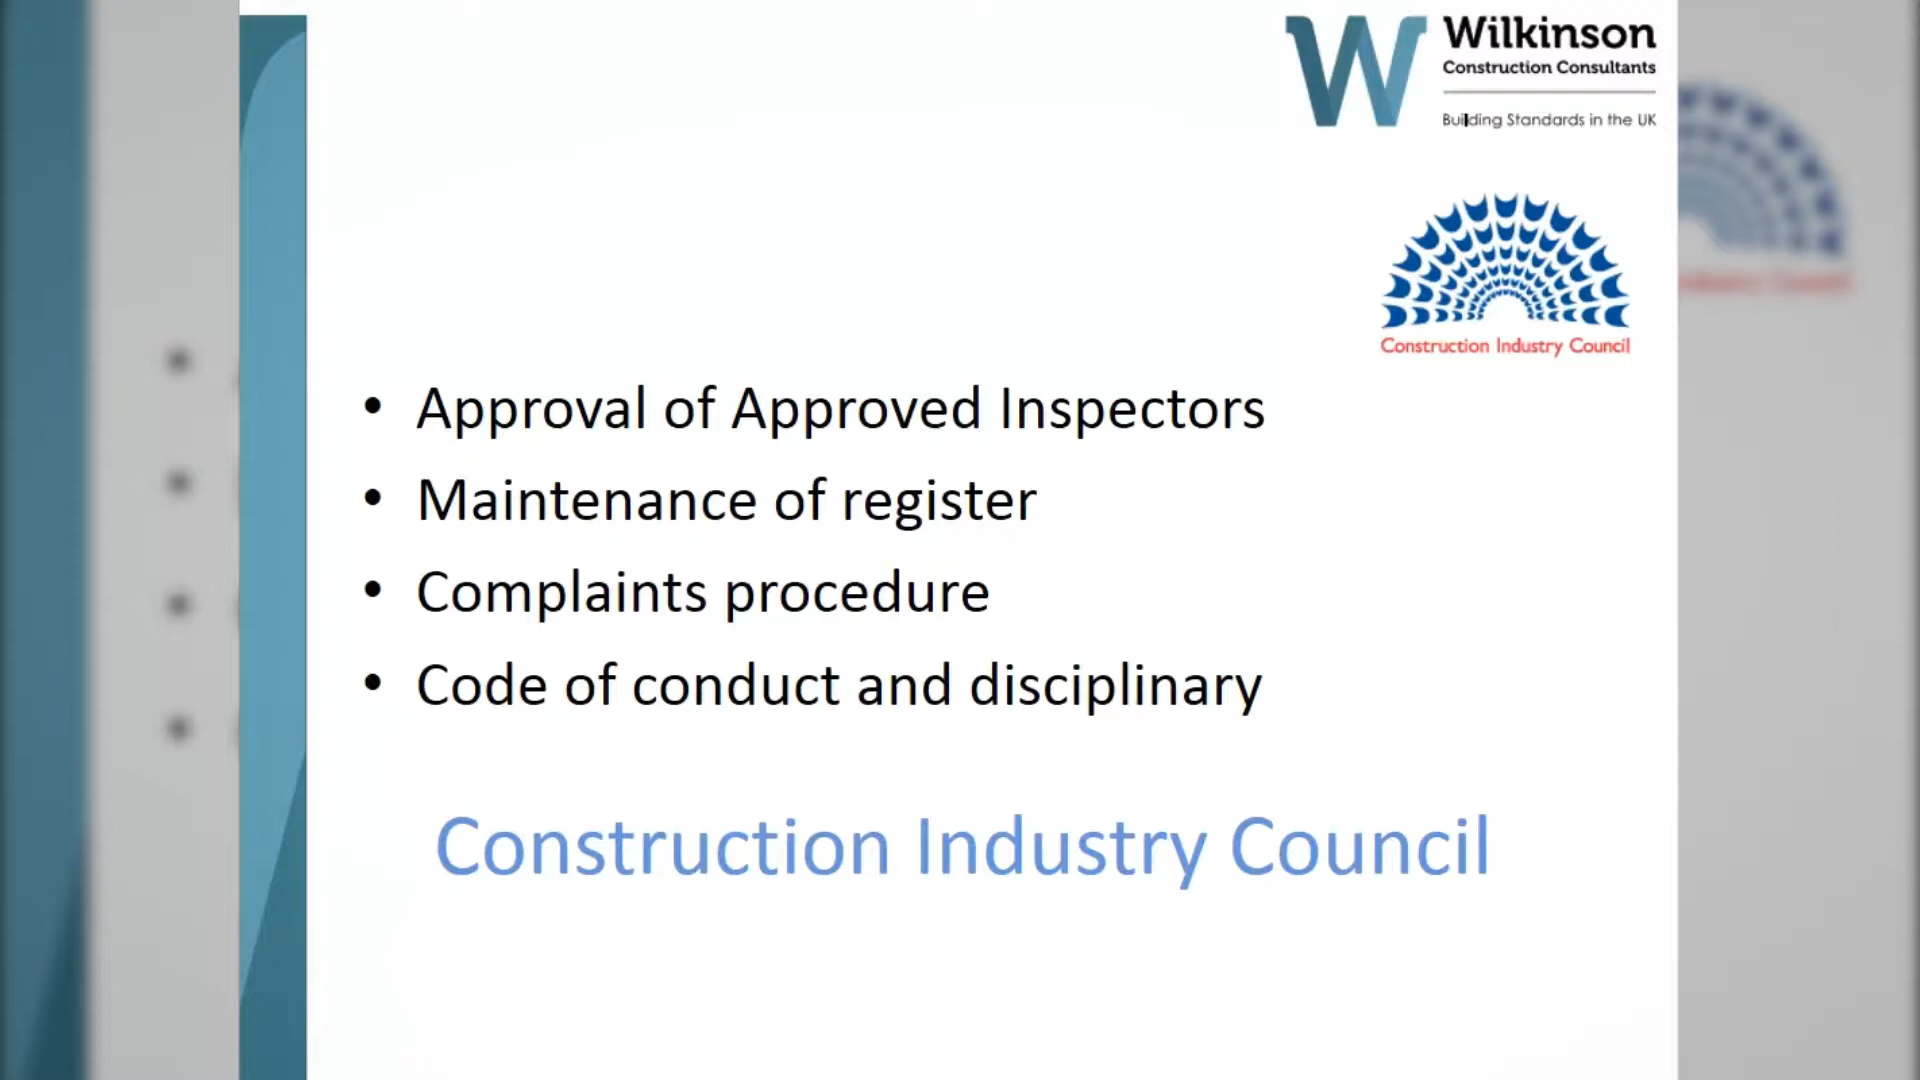 Wilkinson
Construction Consultants
Building Standards in the UK
Construction Industry Council
• Approval of Approved Inspectors
• Maintenance of register
• Complaints procedure
• Code of conduct and disciplinary
Construction Industry Council